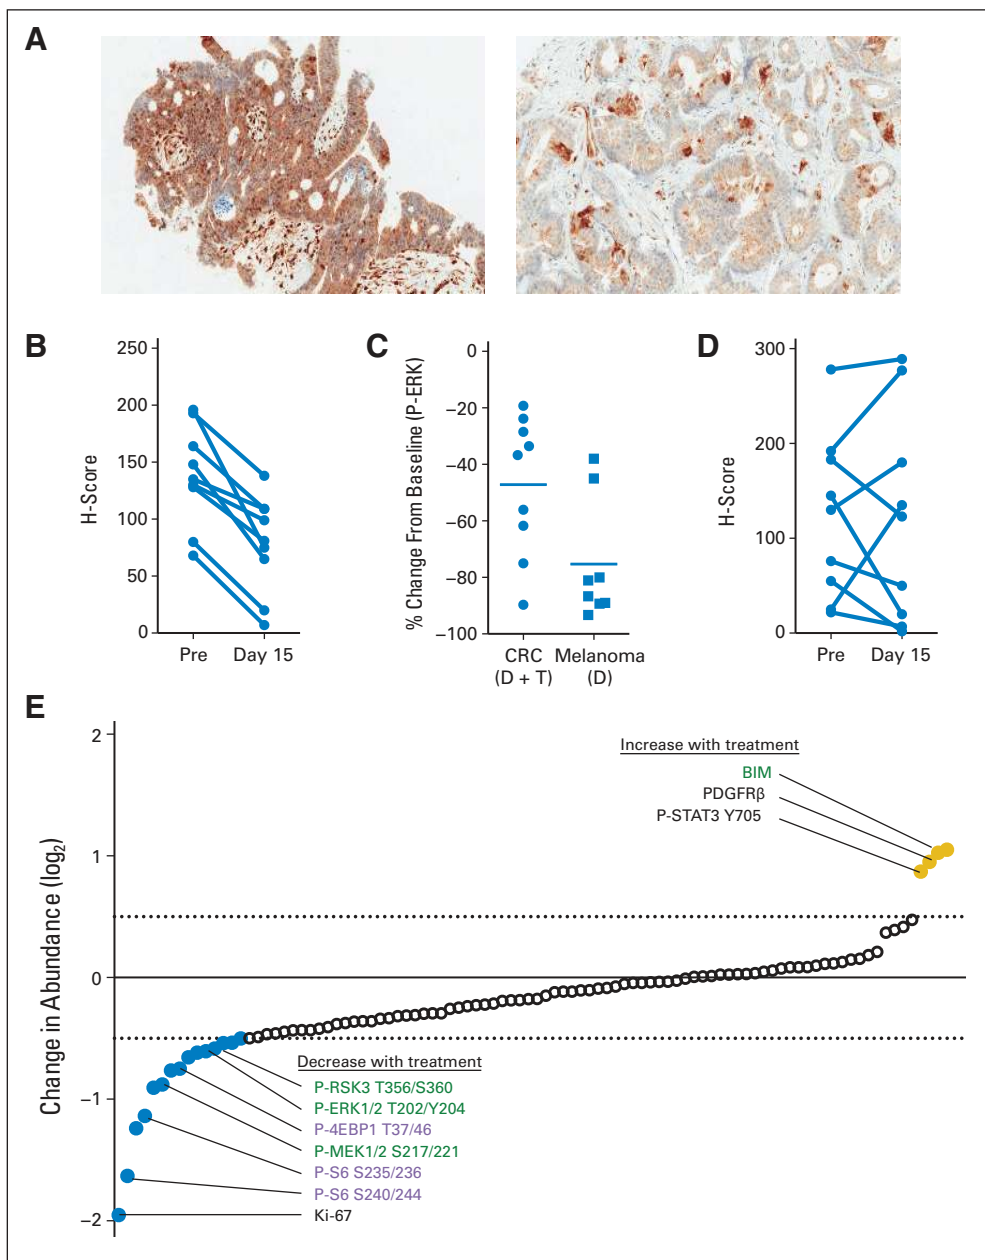 A
B
H-Score
250
200
150
100
50
0
Pre
Day 15
C
% Change From Baseline (P-ERK)
0
−20
−40
−60
−80
−100
CRC
(D + T)
Melanoma
(D)
D
H-Score
300
200
100
0
Pre
Day 15
E
Change in Abundance (log2)
2
1
0
−1
−2
Increase with treatment
BIM
PDGFRβ
P-STAT3 Y705
Decrease with treatment
P-RSK3 T356/S360
P-ERK1/2 T202/Y204
P-4EBP1 T37/46
P-MEK1/2 S217/221
P-S6 S235/236
P-S6 S240/244
Ki-67